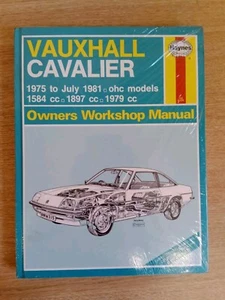 VAUXHALL
CAVALIER
Haynes
1975 to July 1981 □ ohc models
1584 cc □ 1897 cc □ 1979 cc
Owners Workshop Manual